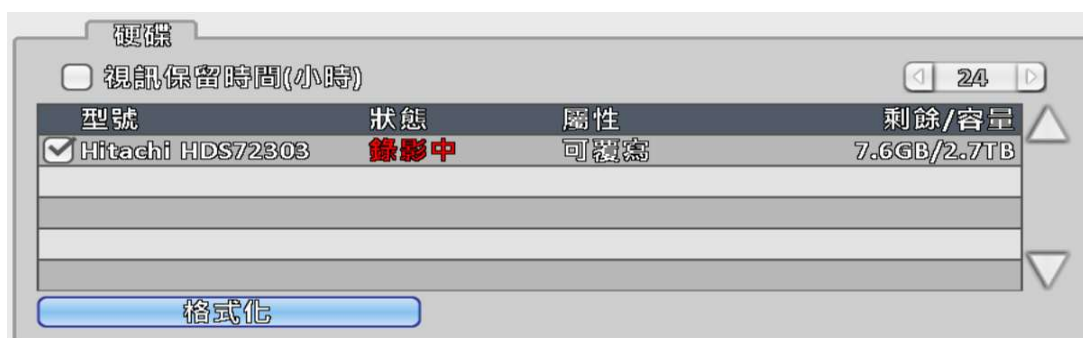 硬碟
視訊保留時間(小時) 24
型號 狀態 屬性 剩餘/容量
Hitachi HDS72303 錄影中 可覆寫 7.6GB/2.7TB
格式化